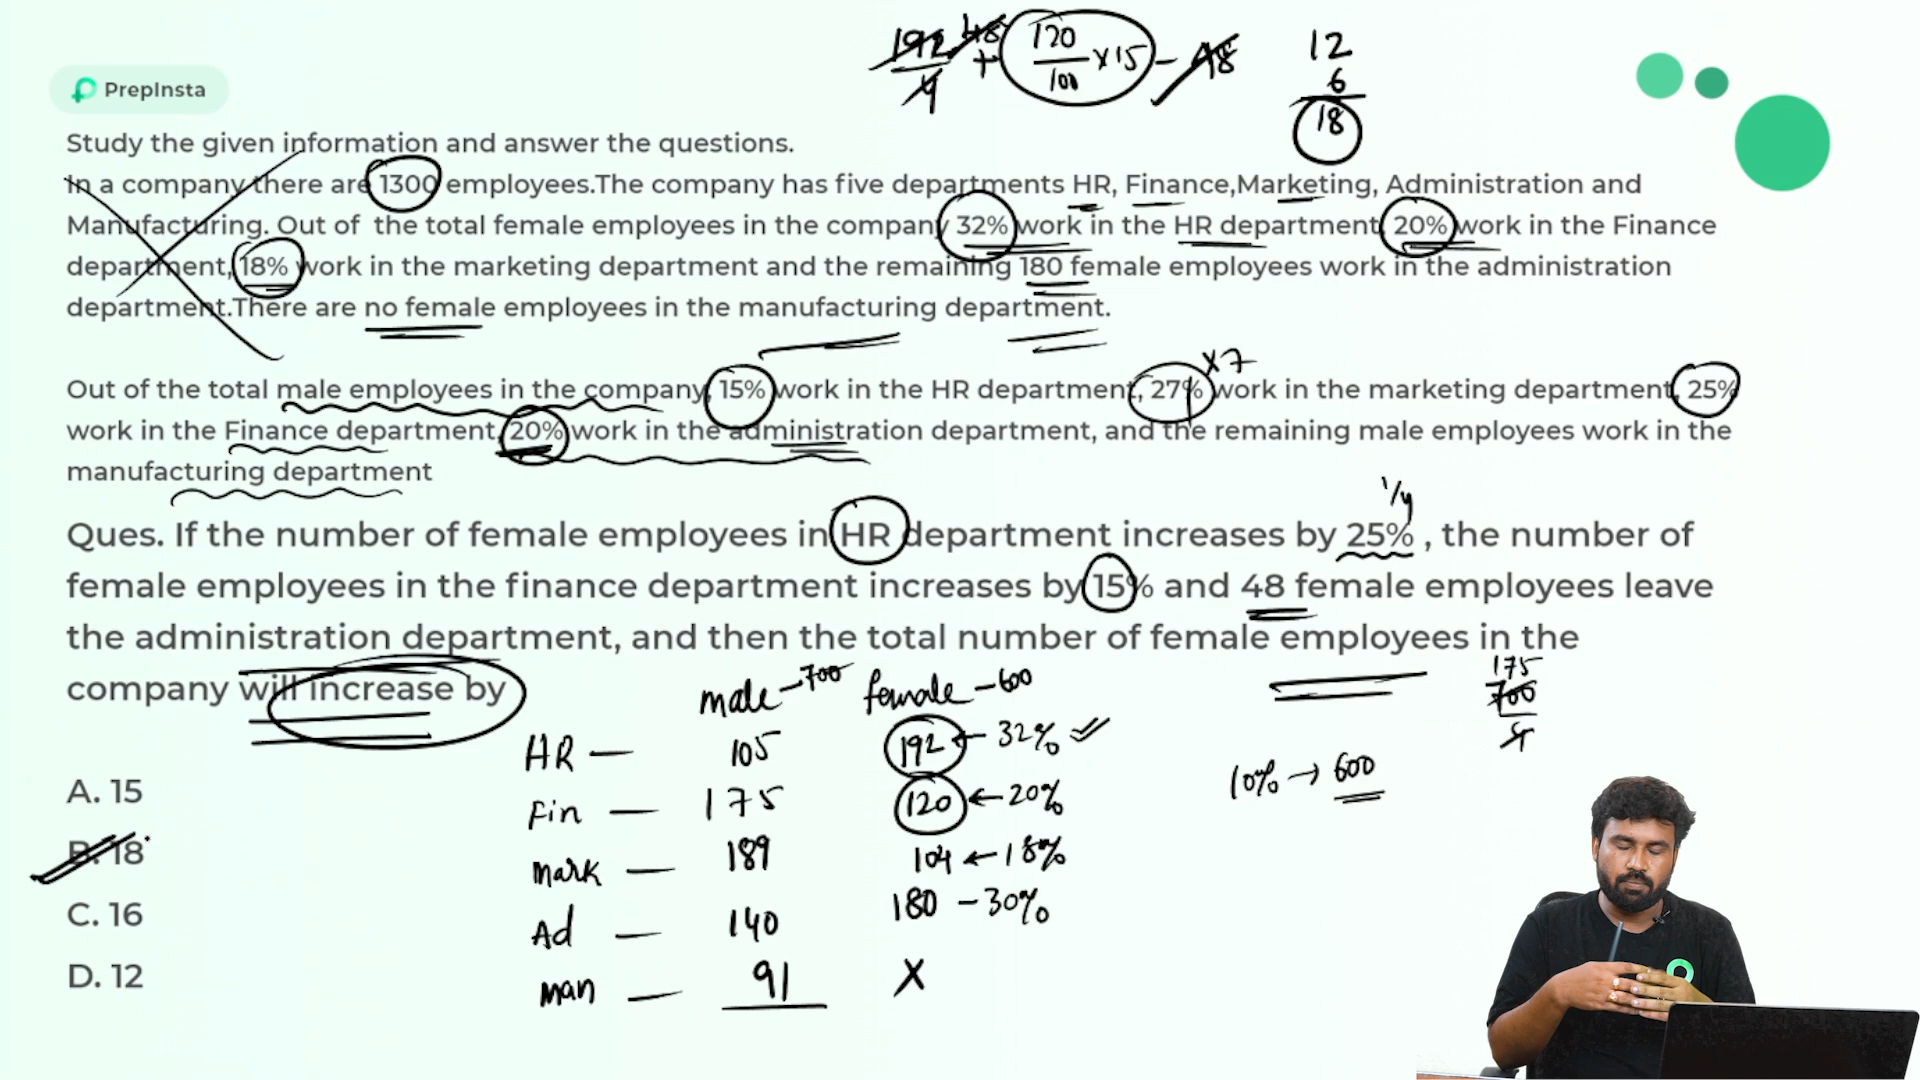 192/4 48 + 120/100 ×15 - 48
12
6
18
PrepInsta
Study the given information and answer the questions.
In a company there are 1300 employees.The company has five departments HR, Finance,Marketing, Administration and
Manufacturing. Out of the total female employees in the company 32% work in the HR department, 20% work in the Finance
department, 18% work in the marketing department and the remaining 180 female employees work in the administration
department.There are no female employees in the manufacturing department.
×7
Out of the total male employees in the company, 15% work in the HR department, 27% work in the marketing department, 25%
work in the Finance department, 20% work in the administration department, and the remaining male employees work in the
manufacturing department
1/4
Ques. If the number of female employees in HR department increases by 25% , the number of
female employees in the finance department increases by 15% and 48 female employees leave
the administration department, and then the total number of female employees in the
company will increase by
male - 700 female - 600
175
700
4
HR — 105 192 ← 32%
10% → 600
A. 15
Fin — 175 120 ← 20%
B. 18
Mark — 189 104 ← 18%
C. 16
Ad — 140 180 - 30%
D. 12
Man — 91 X